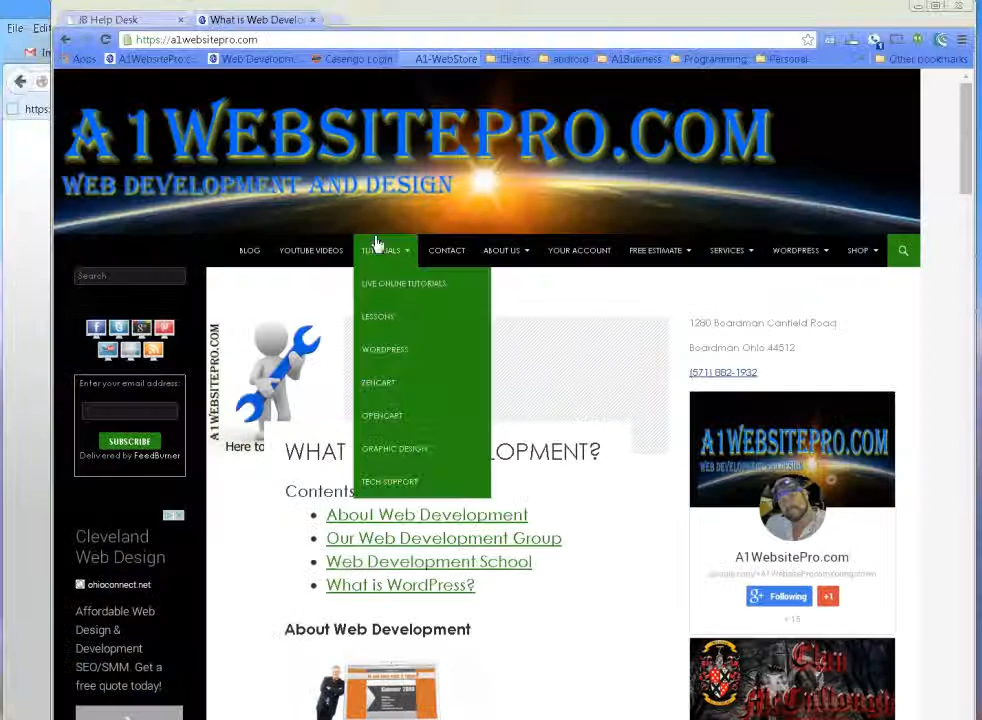 JB Help Desk
What is Web Develo
File Edi
https://a1websitepro.com
Apps A1WebsitePro.c... Web Developm... Casengo Login A1-WebStore Clients android A1Business Programming Personal Other bookmarks
https:
A1WEBSITEPRO.COM
WEB DEVELOPMENT AND DESIGN
BLOG YOUTUBE VIDEOS TUTORIALS CONTACT ABOUT US YOUR ACCOUNT FREE ESTIMATE SERVICES WORDPRESS SHOP
Search
LIVE ONLINE TUTORIALS
LESSONS
WORDPRESS
ZENCART
OPENCART
GRAPHIC DESIGN
TECH SUPPORT
A1WEBSITEPRO.COM
Here to
Enter your email address:
SUBSCRIBE
Delivered by FeedBurner
Cleveland
Web Design
ohioconnect.net
Affordable Web
Design &
Development
SEO/SMM. Get a
free quote today!
WHAT LOPMENT?
Contents
• About Web Development
• Our Web Development Group
• Web Development School
• What is WordPress?
About Web Development
1280 Boardman Canfield Road
Boardman Ohio 44512
(571) 882-1932
A1WEBSITEPRO.COM
WEB DEVELOPMENT AND DESIGN
A1WebsitePro.com
g+ Following +1
+ 15
Clan
McCullough